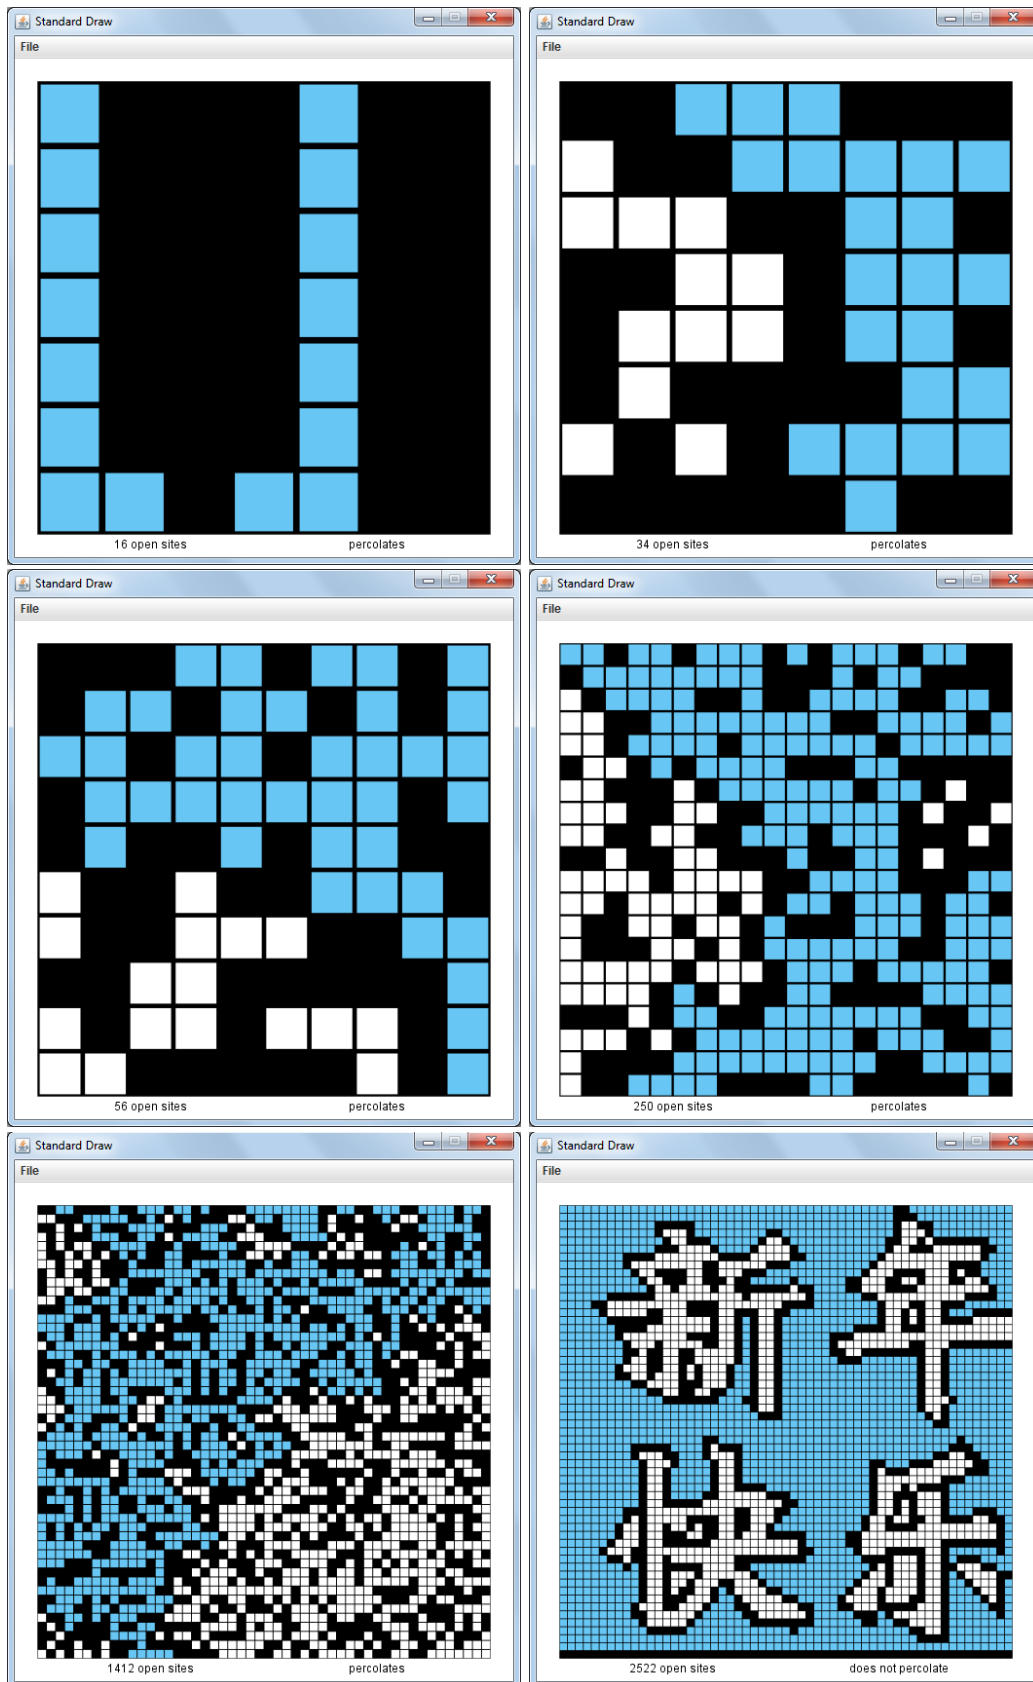 Standard Draw
File
16 open sites percolates
Standard Draw
File
34 open sites percolates
Standard Draw
File
56 open sites percolates
Standard Draw
File
250 open sites percolates
Standard Draw
File
1412 open sites percolates
Standard Draw
File
新年
快乐
2522 open sites does not percolate